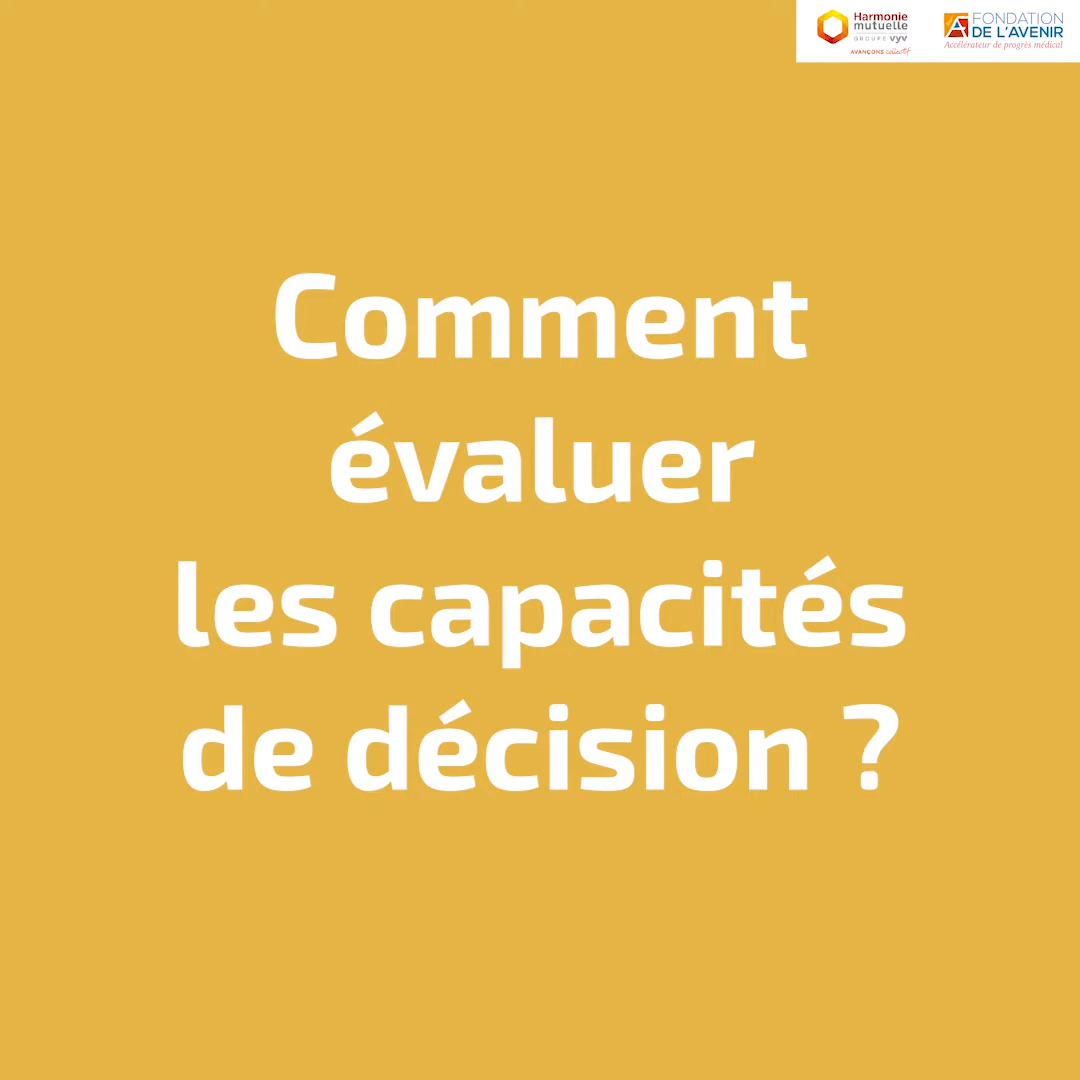 Harmonie
mutuelle
GROUPE vyv
AVANÇONS collectif
FONDATION
DE L'AVENIR
Accélérateur de progrès médical
Comment
évaluer
les capacités
de décision ?